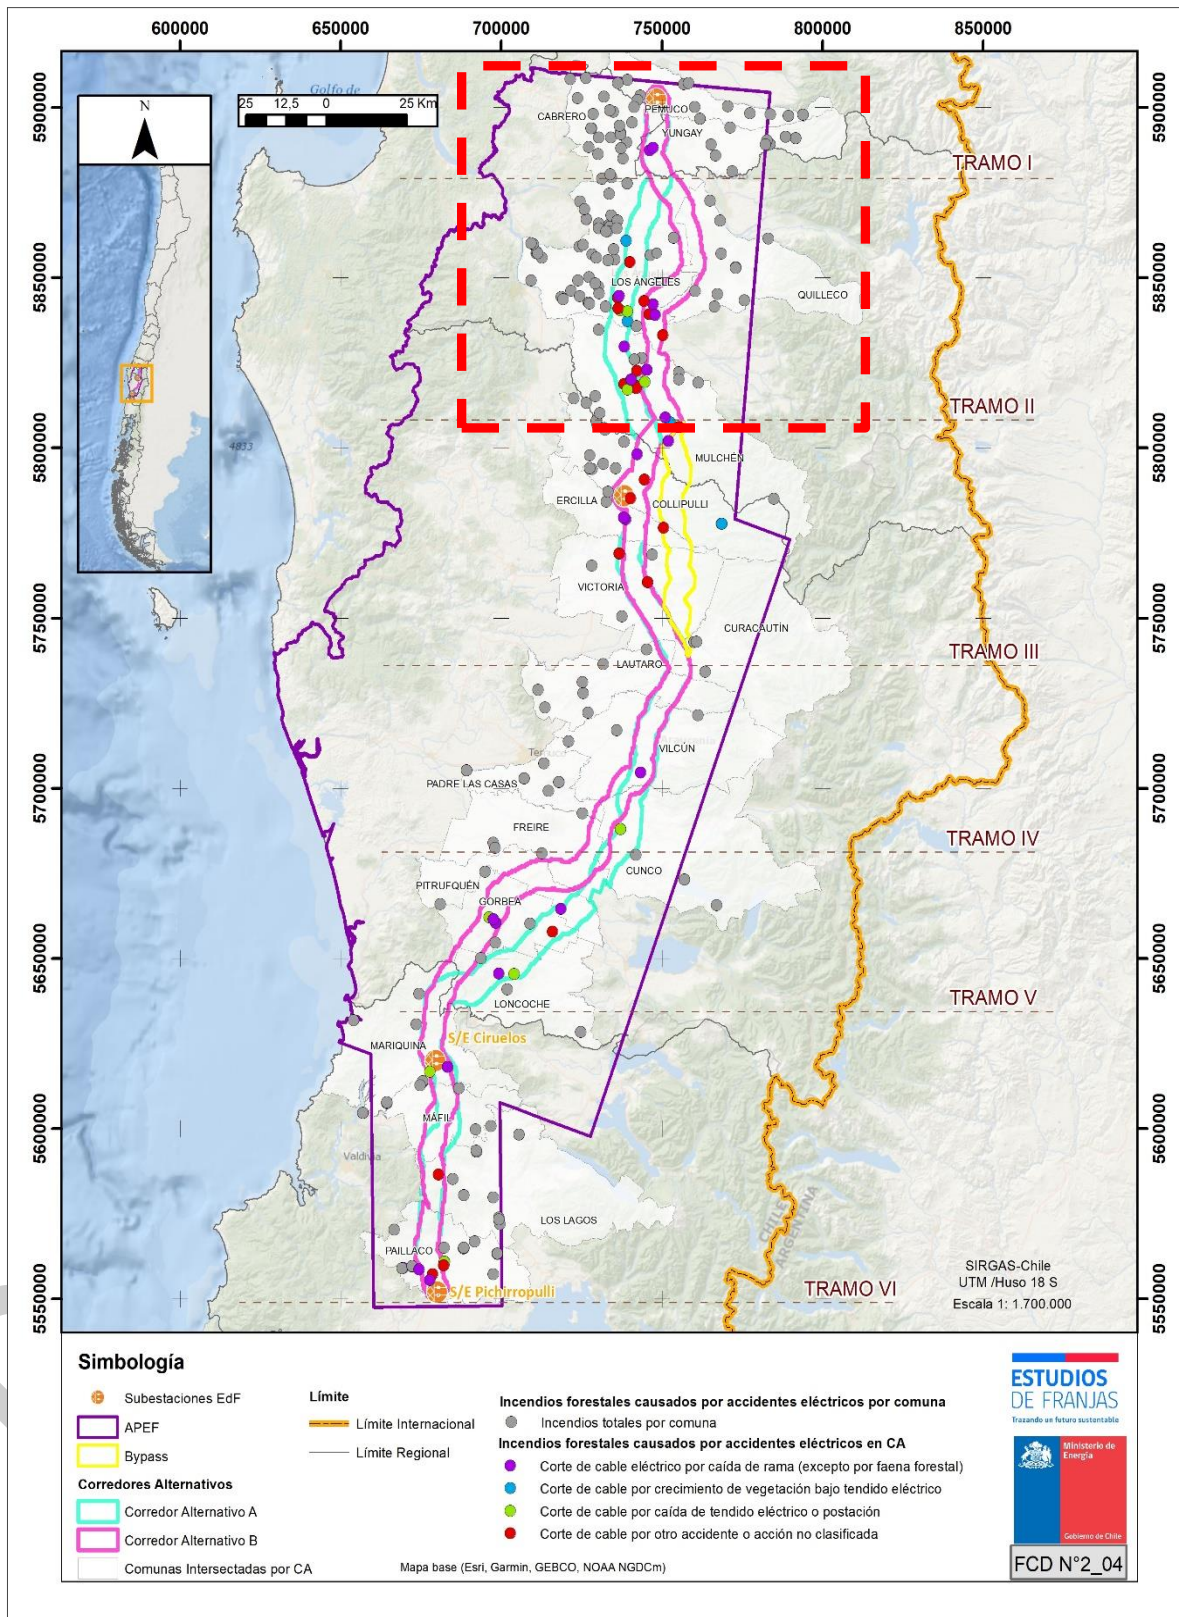 600000 650000 700000 750000 800000 850000
5900000 5900000
5850000 5850000
5800000 5800000
5750000 5750000
5700000 5700000
5650000 5650000
5600000 5600000
5550000 5550000
N
25 12,5 0 25 Km
Golfo de
CABRERO
PEMUCO
YUNGAY
TRAMO I
LOS ANGELES
QUILLECO
TRAMO II
4833
MULCHÉN
ERCILLA
COLLIPULLI
VICTORIA
CURACAUTÍN
TRAMO III
LAUTARO
VILCÚN
PADRE LAS CASAS
FREIRE
TRAMO IV
CUNCO
PITRUFQUÉN
GORBEA
TRAMO V
LONCOCHE
S/E Ciruelos
MARIQUINA
MÁFIL
Valdivia
LOS LAGOS
CHILE
ARGENTINA
PAILLACO
S/E Pichirropulli
TRAMO VI
SIRGAS-Chile
UTM /Huso 18 S
Escala 1: 1.700.000
Simbología
Subestaciones EdF
APEF
Bypass
Corredores Alternativos
Corredor Alternativo A
Corredor Alternativo B
Comunas Intersectadas por CA
Límite
Límite Internacional
Límite Regional
Incendios forestales causados por accidentes eléctricos por comuna
Incendios totales por comuna
Incendios forestales causados por accidentes eléctricos en CA
Corte de cable eléctrico por caída de rama (excepto por faena forestal)
Corte de cable por crecimiento de vegetación bajo tendido eléctrico
Corte de cable por caída de tendido eléctrico o postación
Corte de cable por otro accidente o acción no clasificada
Mapa base (Esri, Garmin, GEBCO, NOAA NGDCm)
ESTUDIOS
DE FRANJAS
Trazando un futuro sustentable
Ministerio de
Energía
Gobierno de Chile
FCD N°2_04